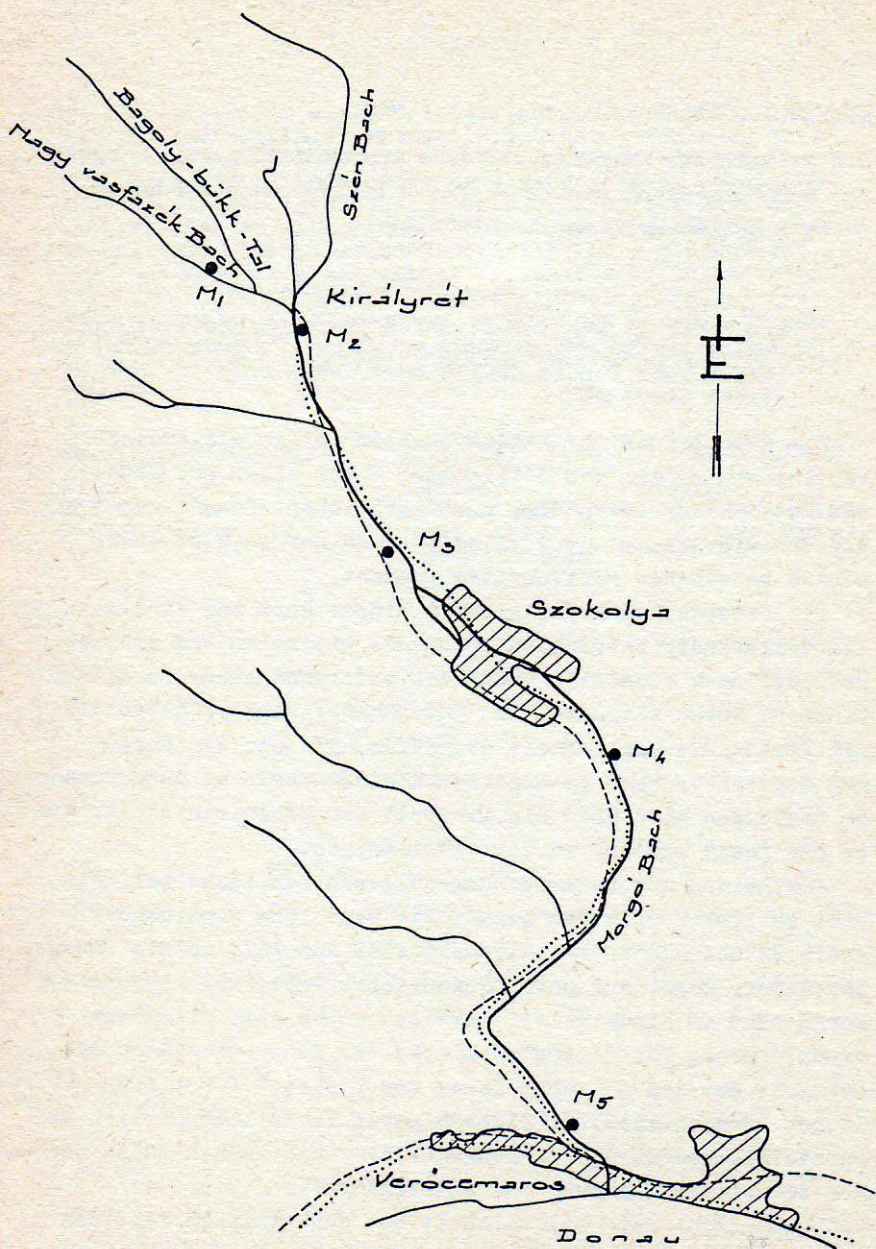 Szén Bach
Bagoly-bükk-Tal
Nagy vasfazék Bach
M1
Királyrét
M2
É
M3
Szokolya
M4
Morgó Bach
M5
Verőcemaros
Donau